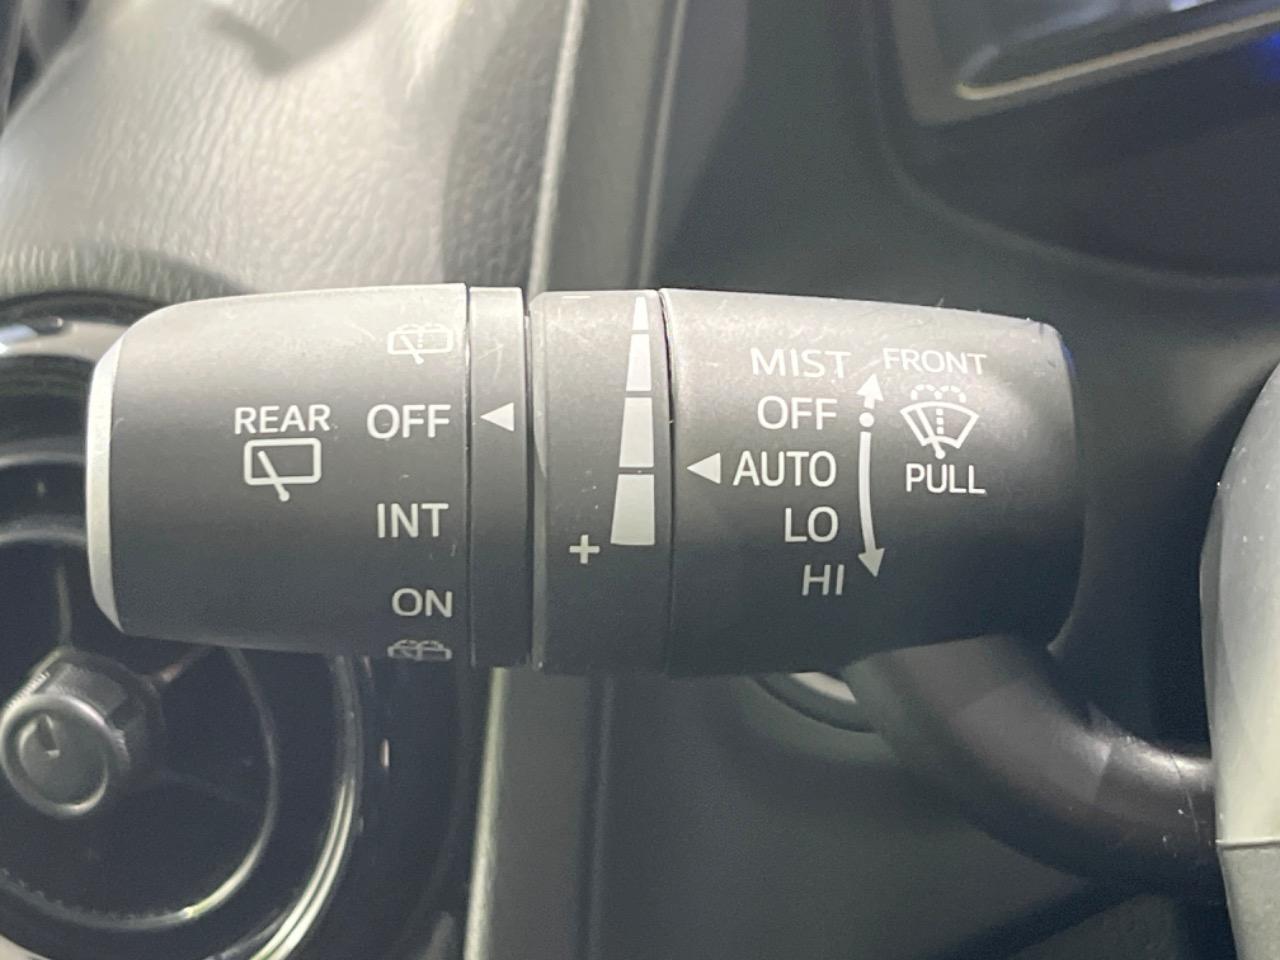 REAR
OFF
INT
ON
+
MIST
OFF
AUTO
LO
HI
FRONT
PULL